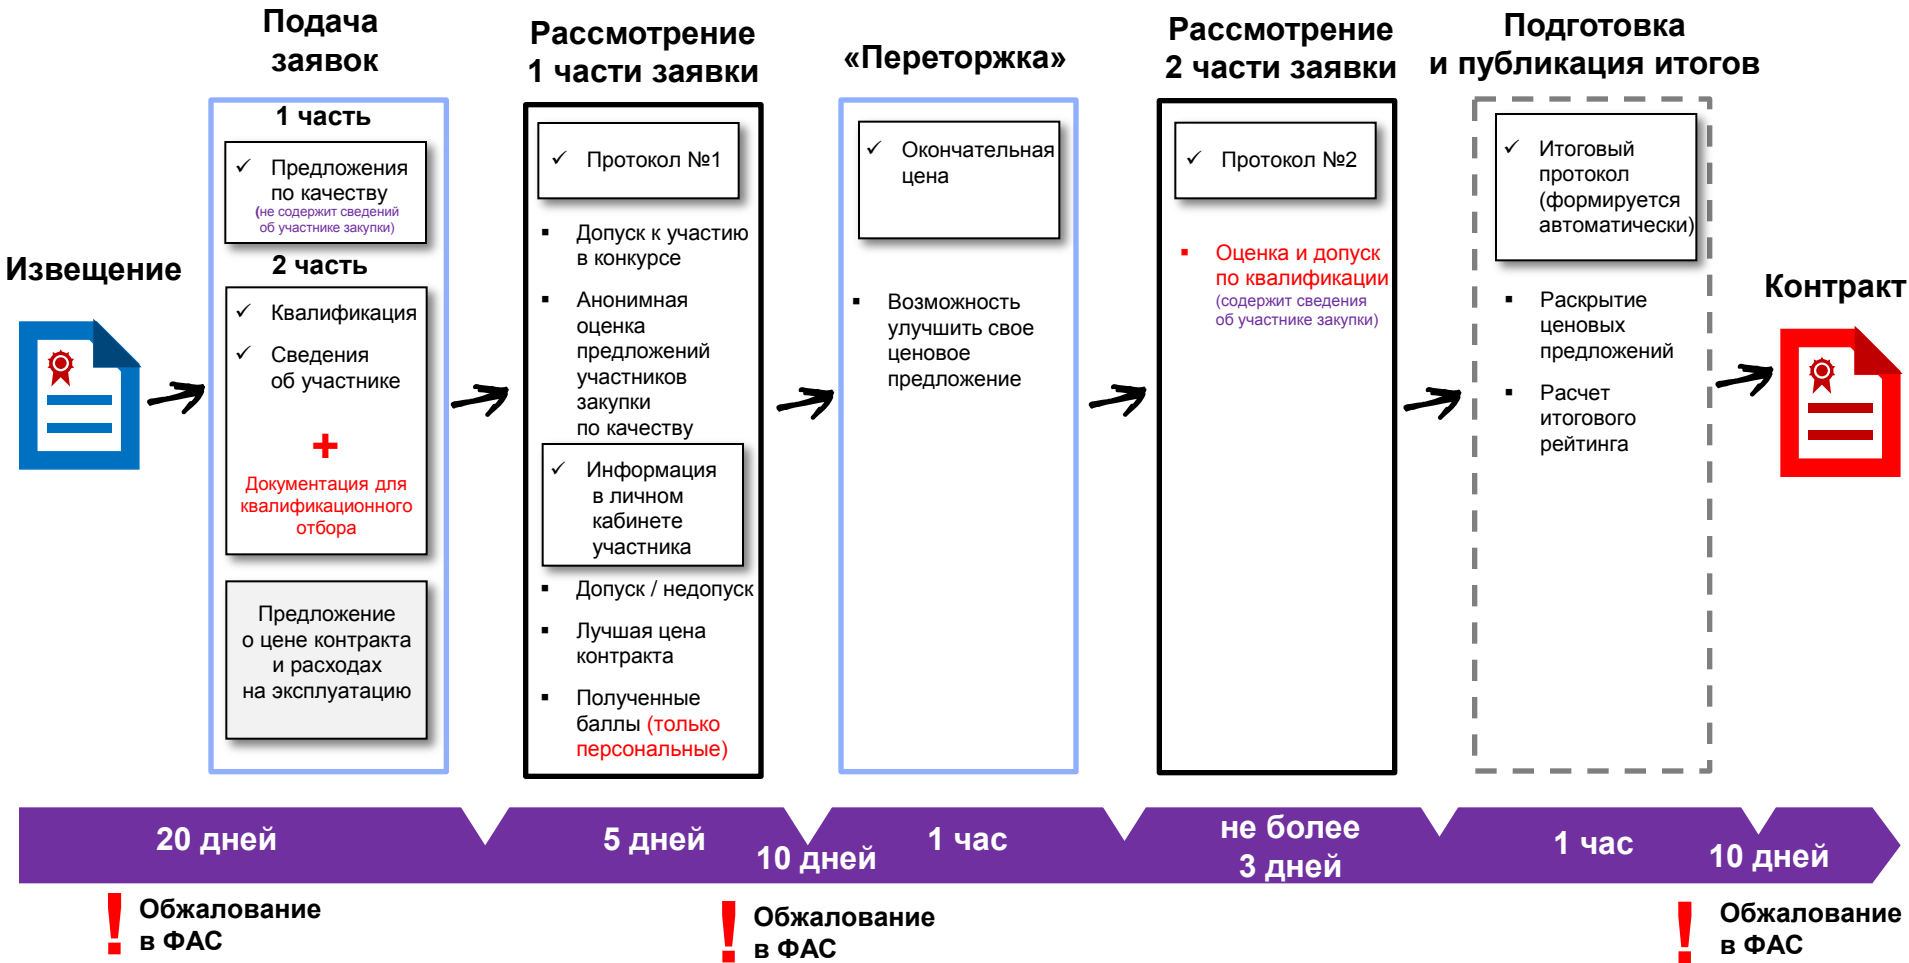 Извещение
Подача
заявок
1 часть
✓ Предложения
по качеству
(не содержит сведений
об участнике закупки)
2 часть
✓ Квалификация
✓ Сведения
об участнике
+
Документация для
квалификационного
отбора
Предложение
о цене контракта
и расходах
на эксплуатацию
Рассмотрение
1 части заявки
✓ Протокол №1
▪ Допуск к участию
в конкурсе
▪ Анонимная
оценка
предложений
участников
закупки
по качеству
✓ Информация
в личном
кабинете
участника
▪ Допуск / недопуск
▪ Лучшая цена
контракта
▪ Полученные
баллы (только
персональные)
«Переторжка»
✓ Окончательная
цена
▪ Возможность
улучшить свое
ценовое
предложение
Рассмотрение
2 части заявки
✓ Протокол №2
▪ Оценка и допуск
по квалификации
(содержит сведения
об участнике закупки)
Подготовка
и публикация итогов
✓ Итоговый
протокол
(формируется
автоматически)
▪ Раскрытие
ценовых
предложений
▪ Расчет
итогового
рейтинга
Контракт
20 дней
5 дней
10 дней
1 час
не более
3 дней
1 час
10 дней
! Обжалование
в ФАС
! Обжалование
в ФАС
! Обжалование
в ФАС